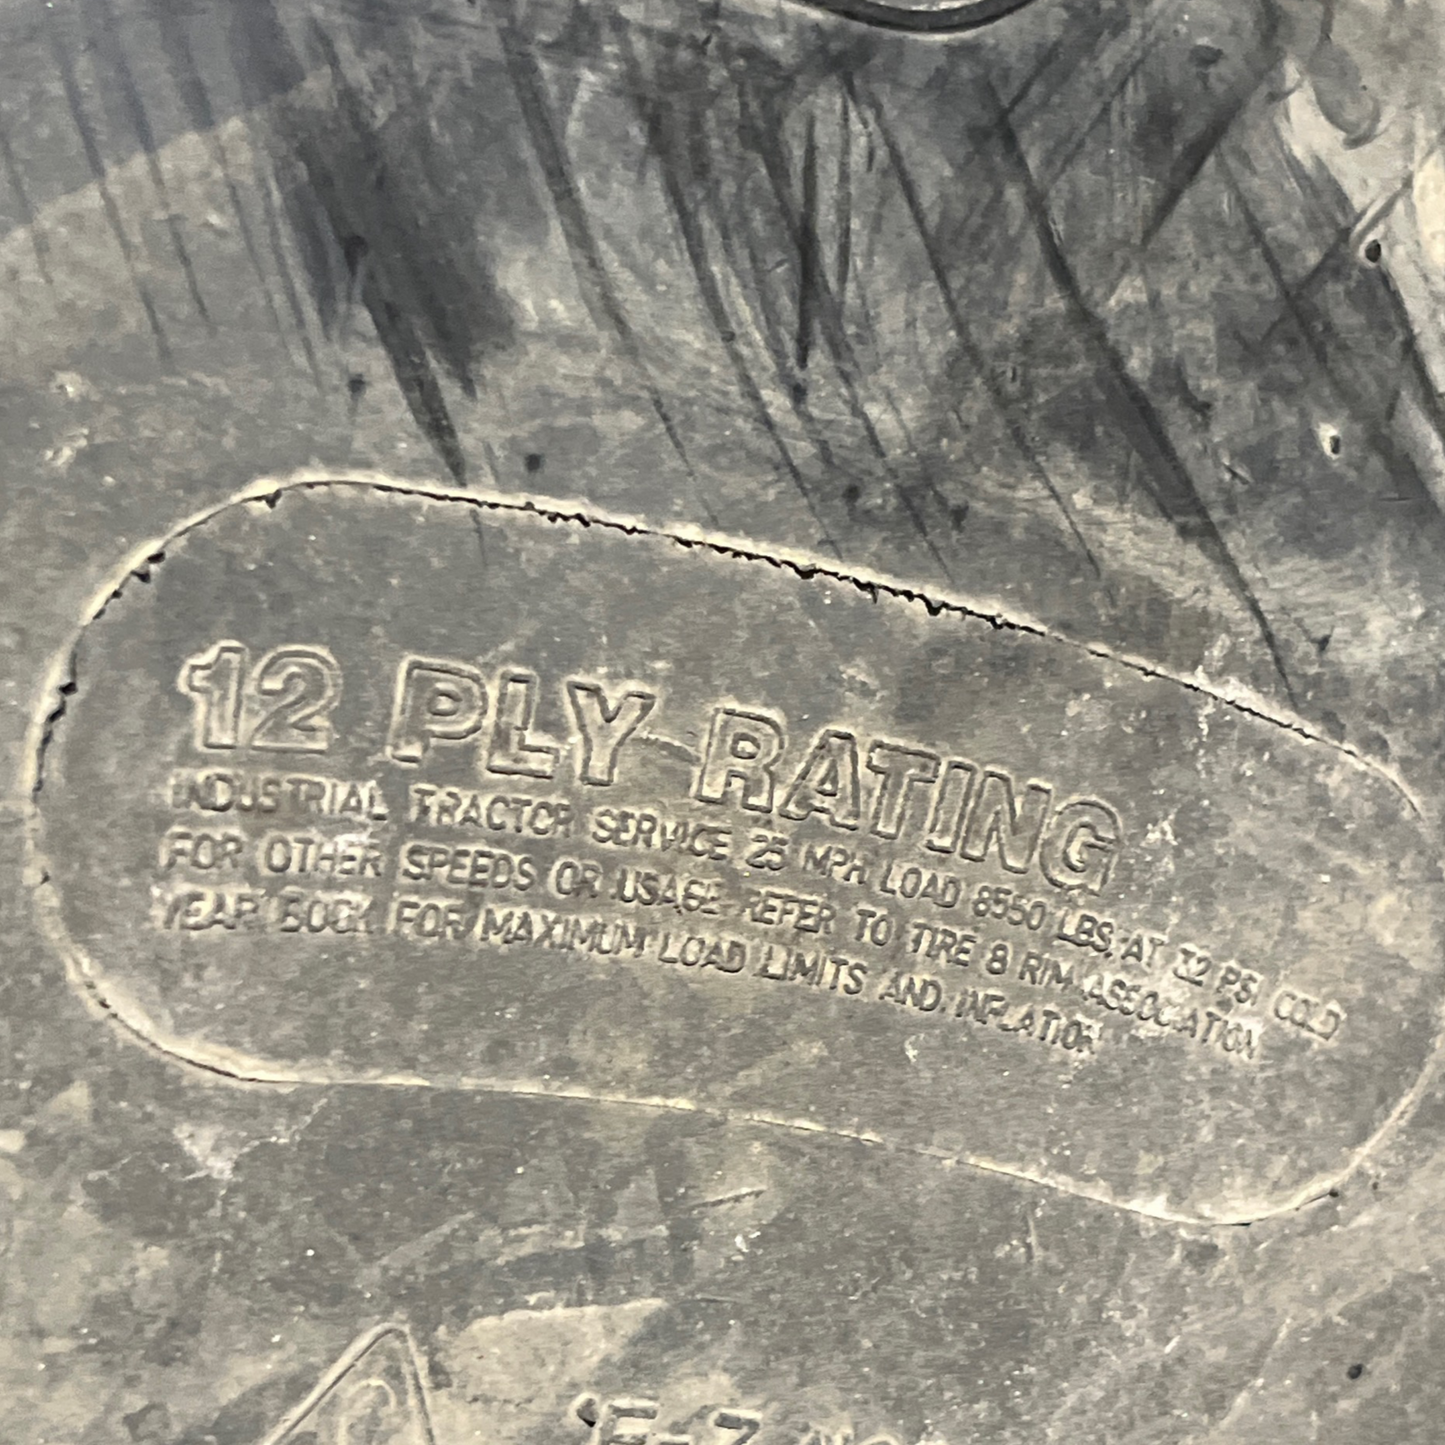 12 PLY RATING
INDUSTRIAL TRACTOR SERVICE 25 MPH LOAD 8550 LBS. AT 32 PSI COLD
FOR OTHER SPEEDS OR USAGE REFER TO TIRE & RIM ASSOCIATION
YEAR BOOK FOR MAXIMUM LOAD LIMITS AND INFLATION